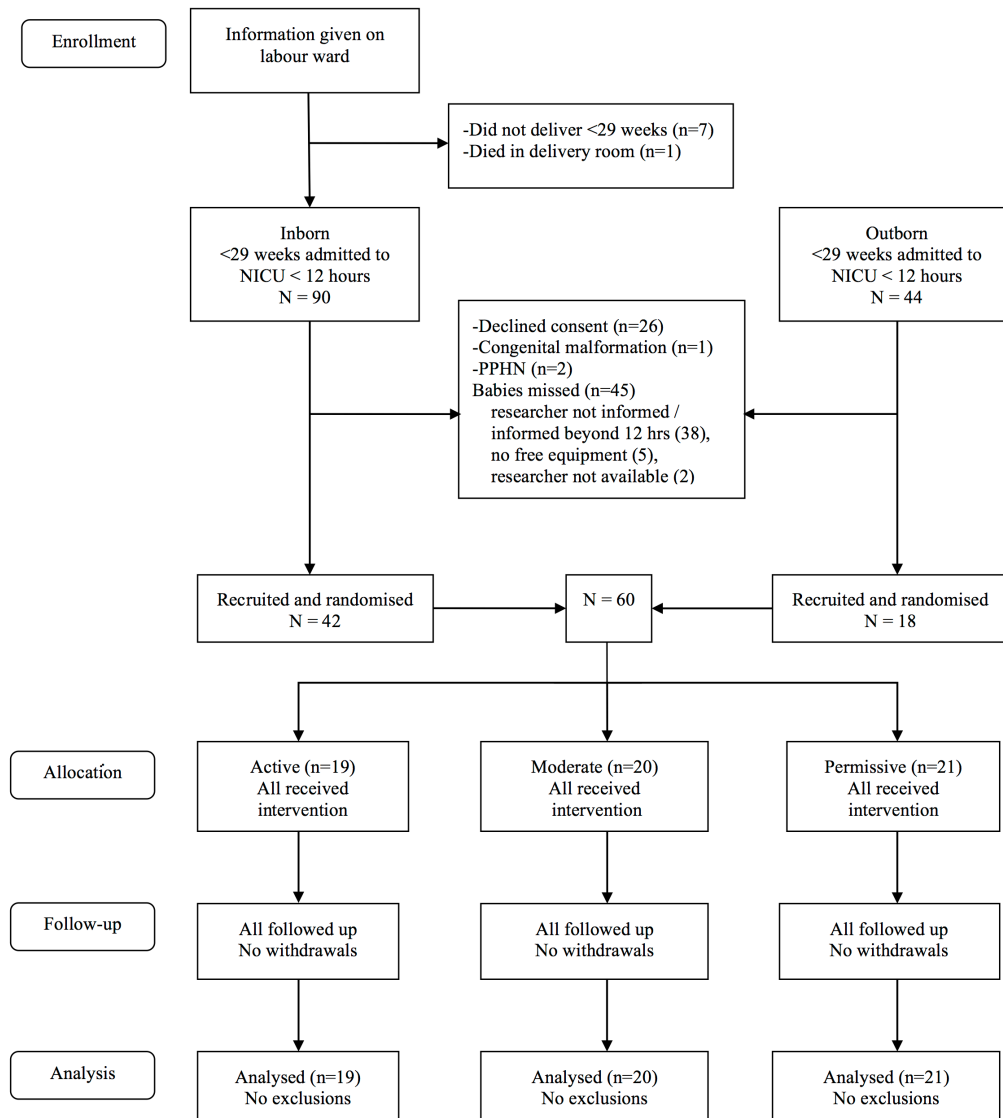 Enrollment
Information given on
labour ward
-Did not deliver <29 weeks (n=7)
-Died in delivery room (n=1)
Inborn
<29 weeks admitted to
NICU < 12 hours
N = 90
Outborn
<29 weeks admitted to
NICU < 12 hours
N = 44
-Declined consent (n=26)
-Congenital malformation (n=1)
-PPHN (n=2)
Babies missed (n=45)
researcher not informed /
informed beyond 12 hrs (38),
no free equipment (5),
researcher not available (2)
Recruited and randomised
N = 42
N = 60
Recruited and randomised
N = 18
Allocation
Active (n=19)
All received
intervention
Moderate (n=20)
All received
intervention
Permissive (n=21)
All received
intervention
Follow-up
All followed up
No withdrawals
All followed up
No withdrawals
All followed up
No withdrawals
Analysis
Analysed (n=19)
No exclusions
Analysed (n=20)
No exclusions
Analysed (n=21)
No exclusions